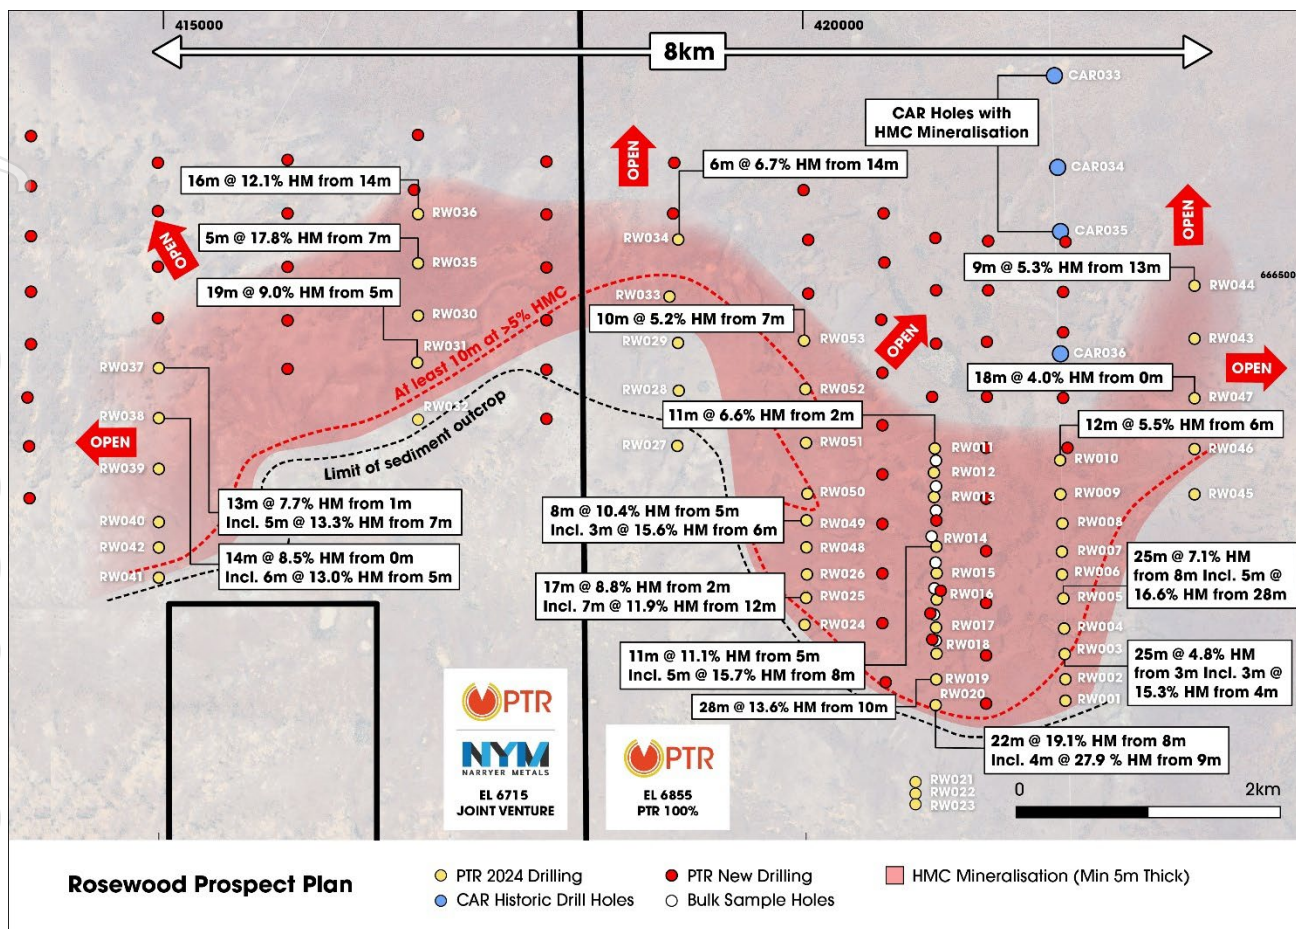 415000
420000
8km
CAR033
CAR Holes with
HMC Mineralisation
OPEN
6m @ 6.7% HM from 14m
CAR034
16m @ 12.1% HM from 14m
RW036
OPEN
CAR035
5m @ 17.8% HM from 7m
RW034
OPEN
RW035
9m @ 5.3% HM from 13m
666500
19m @ 9.0% HM from 5m
RW033
RW044
RW030
10m @ 5.2% HM from 7m
RW031
At least 10m at >5% HMC
RW029
RW053
OPEN
RW043
CAR036
RW037
OPEN
18m @ 4.0% HM from 0m
RW028
RW052
RW047
RW038
RW032
11m @ 6.6% HM from 2m
12m @ 5.5% HM from 6m
OPEN
Limit of sediment outcrop
RW027
RW051
RW011
RW010
RW046
RW039
RW012
13m @ 7.7% HM from 1m
Incl. 5m @ 13.3% HM from 7m
RW050
RW013
RW009
RW045
8m @ 10.4% HM from 5m
Incl. 3m @ 15.6% HM from 6m
RW040
RW049
RW008
RW042
14m @ 8.5% HM from 0m
Incl. 6m @ 13.0% HM from 5m
RW014
RW048
RW007
25m @ 7.1% HM
from 8m Incl. 5m @
16.6% HM from 28m
RW041
RW026
RW015
RW006
17m @ 8.8% HM from 2m
Incl. 7m @ 11.9% HM from 12m
RW025
RW016
RW005
RW024
RW017
RW004
11m @ 11.1% HM from 5m
Incl. 5m @ 15.7% HM from 8m
RW018
RW003
25m @ 4.8% HM
from 3m Incl. 3m @
15.3% HM from 4m
RW019
RW002
RW020
RW001
28m @ 13.6% HM from 10m
PTR
NYM
NARRYER METALS
EL 6715
JOINT VENTURE
PTR
EL 6855
PTR 100%
22m @ 19.1% HM from 8m
Incl. 4m @ 27.9 % HM from 9m
RW021
RW022
RW023
0
2km
Rosewood Prospect Plan
PTR 2024 Drilling
PTR New Drilling
HMC Mineralisation (Min 5m Thick)
CAR Historic Drill Holes
Bulk Sample Holes